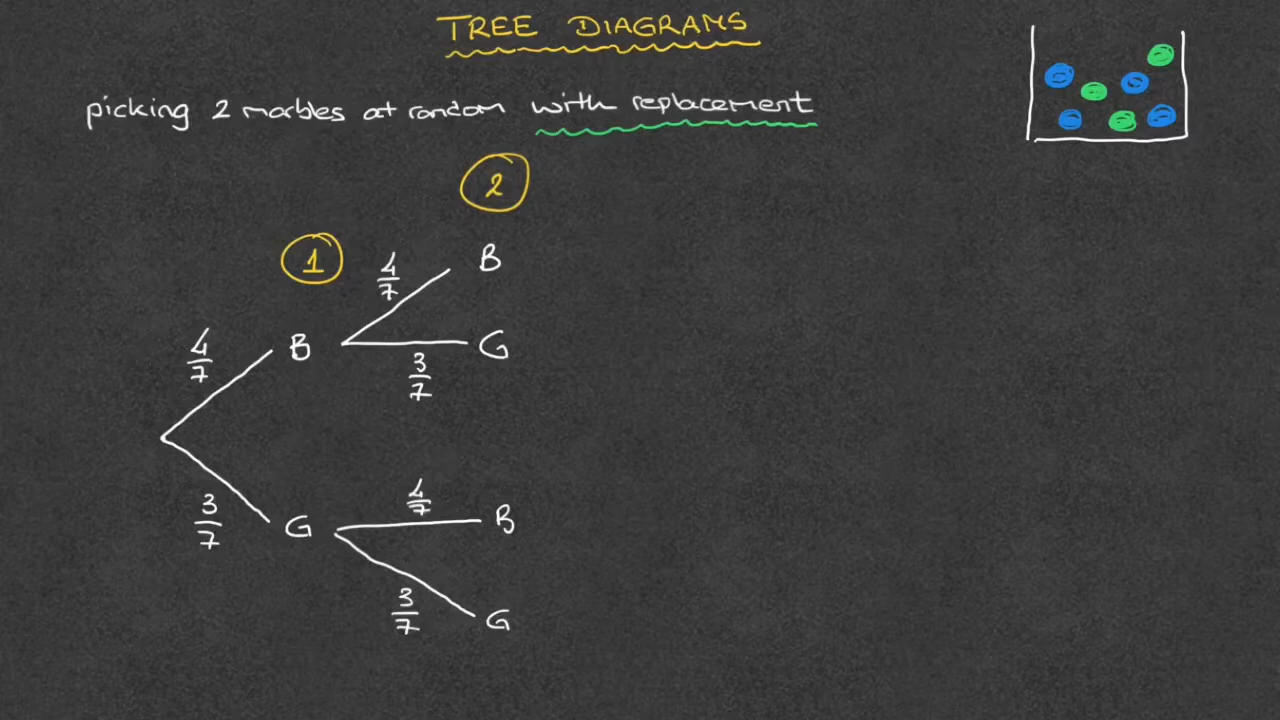 TREE DIAGRAMS
picking 2 marbles at random with replacement
2
1
4/7
B
4/7
B
G
3/7
3/7
G
4/7
B
3/7
G